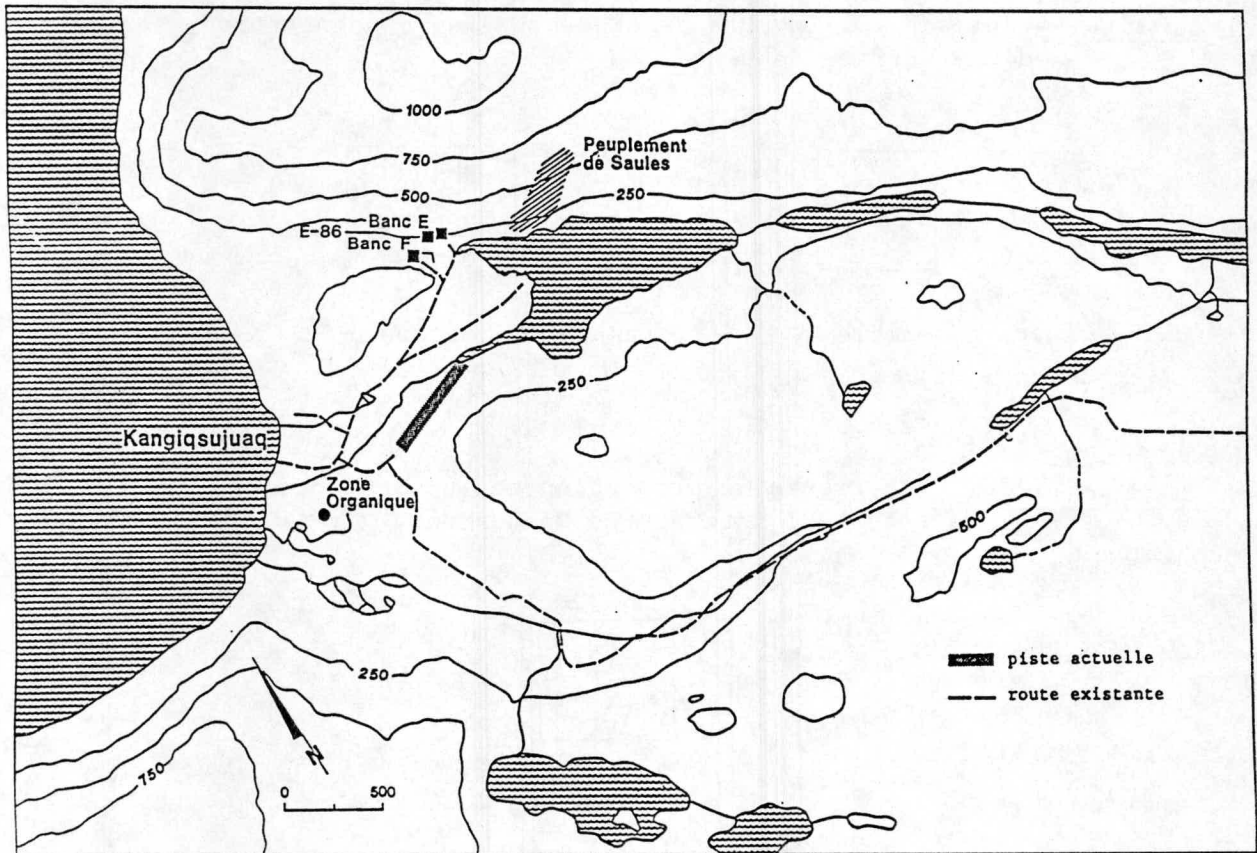 1000
750
Peuplement
de Saules
500
250
Banc E
E-86
Banc F
250
Kangiqsujuaq
Zone
Organique
500
250
piste actuelle
route existante
750
N
0 500